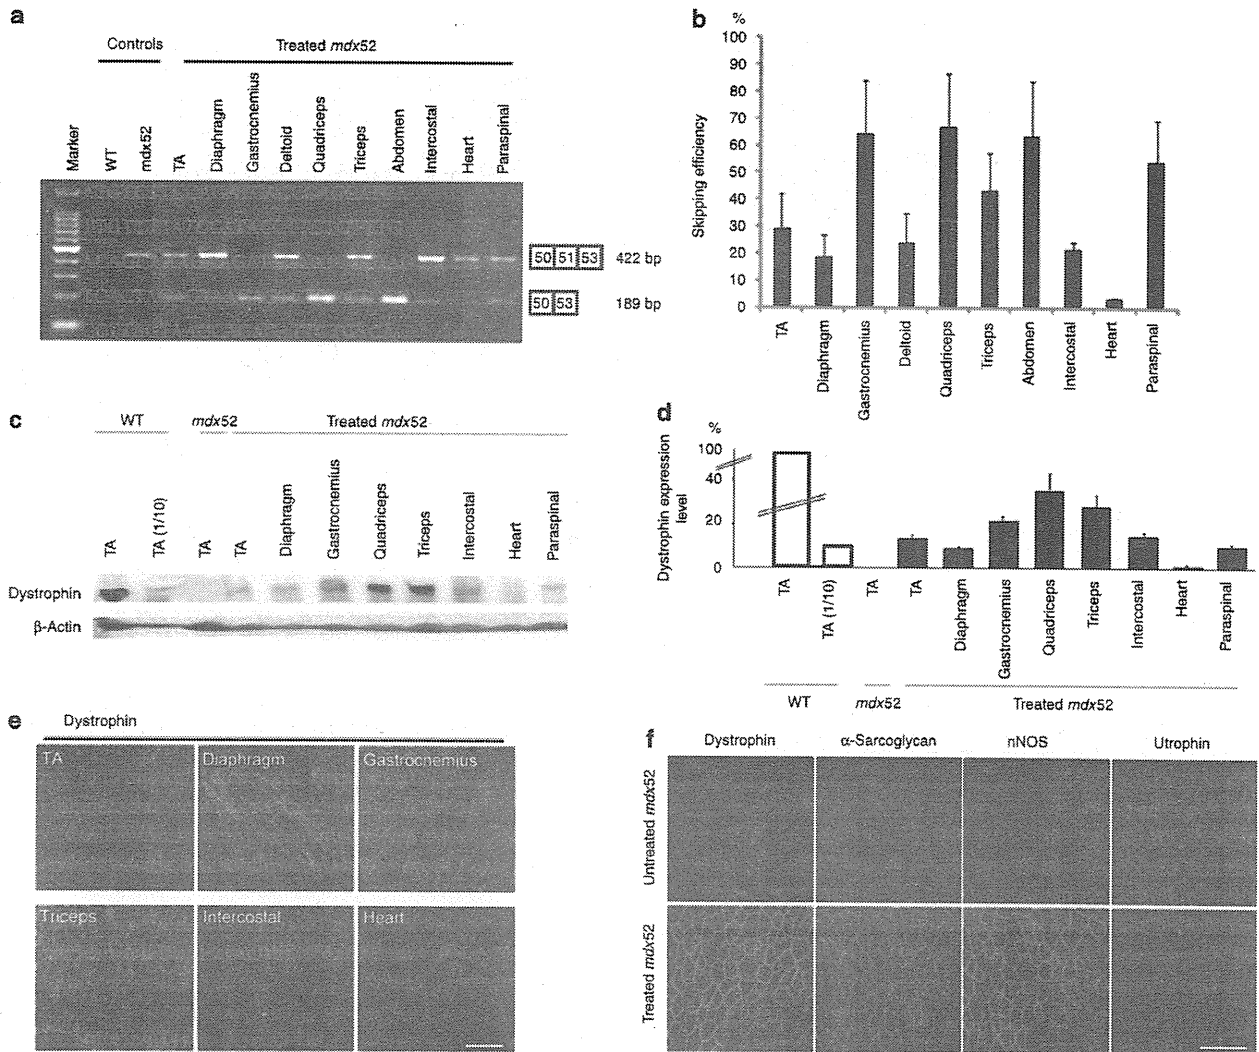 a
Controls
Treated mdx52
Marker
WT
mdx52
TA
Diaphragm
Gastrocnemius
Deltoid
Quadriceps
Triceps
Abdomen
Intercostal
Heart
Paraspinal
50 51 53 422 bp
50 53 189 bp
b
%
100
90
80
70
60
50
40
30
20
10
0
Skipping efficiency
TA
Diaphragm
Gastrocnemius
Deltoid
Quadriceps
Triceps
Abdomen
Intercostal
Heart
Paraspinal
c
WT
mdx52
Treated mdx52
TA
TA (1/10)
TA
TA
Diaphragm
Gastrocnemius
Quadriceps
Triceps
Intercostal
Heart
Paraspinal
Dystrophin
β-Actin
d
%
100
40
20
0
Dystrophin expression
level
TA
TA (1/10)
TA
TA
Diaphragm
Gastrocnemius
Quadriceps
Triceps
Intercostal
Heart
Paraspinal
WT
mdx52
Treated mdx52
e
Dystrophin
TA
Diaphragm
Gastrocnemius
Triceps
Intercostal
Heart
f
Dystrophin
α-Sarcoglycan
nNOS
Utrophin
Untreated mdx52
Treated mdx52